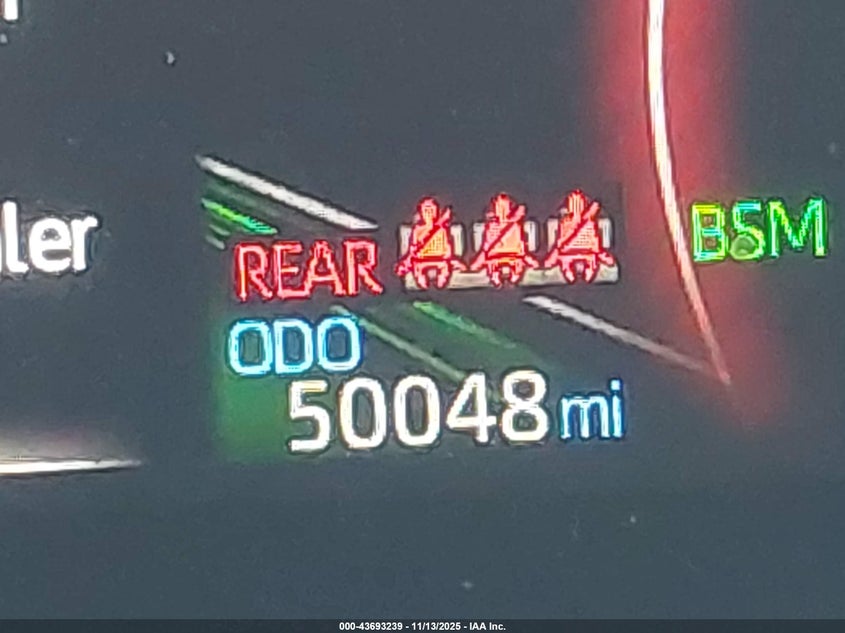 ler
REAR
BSM
ODO
50048 mi
000-43693239 - 11/13/2025 - IAA Inc.